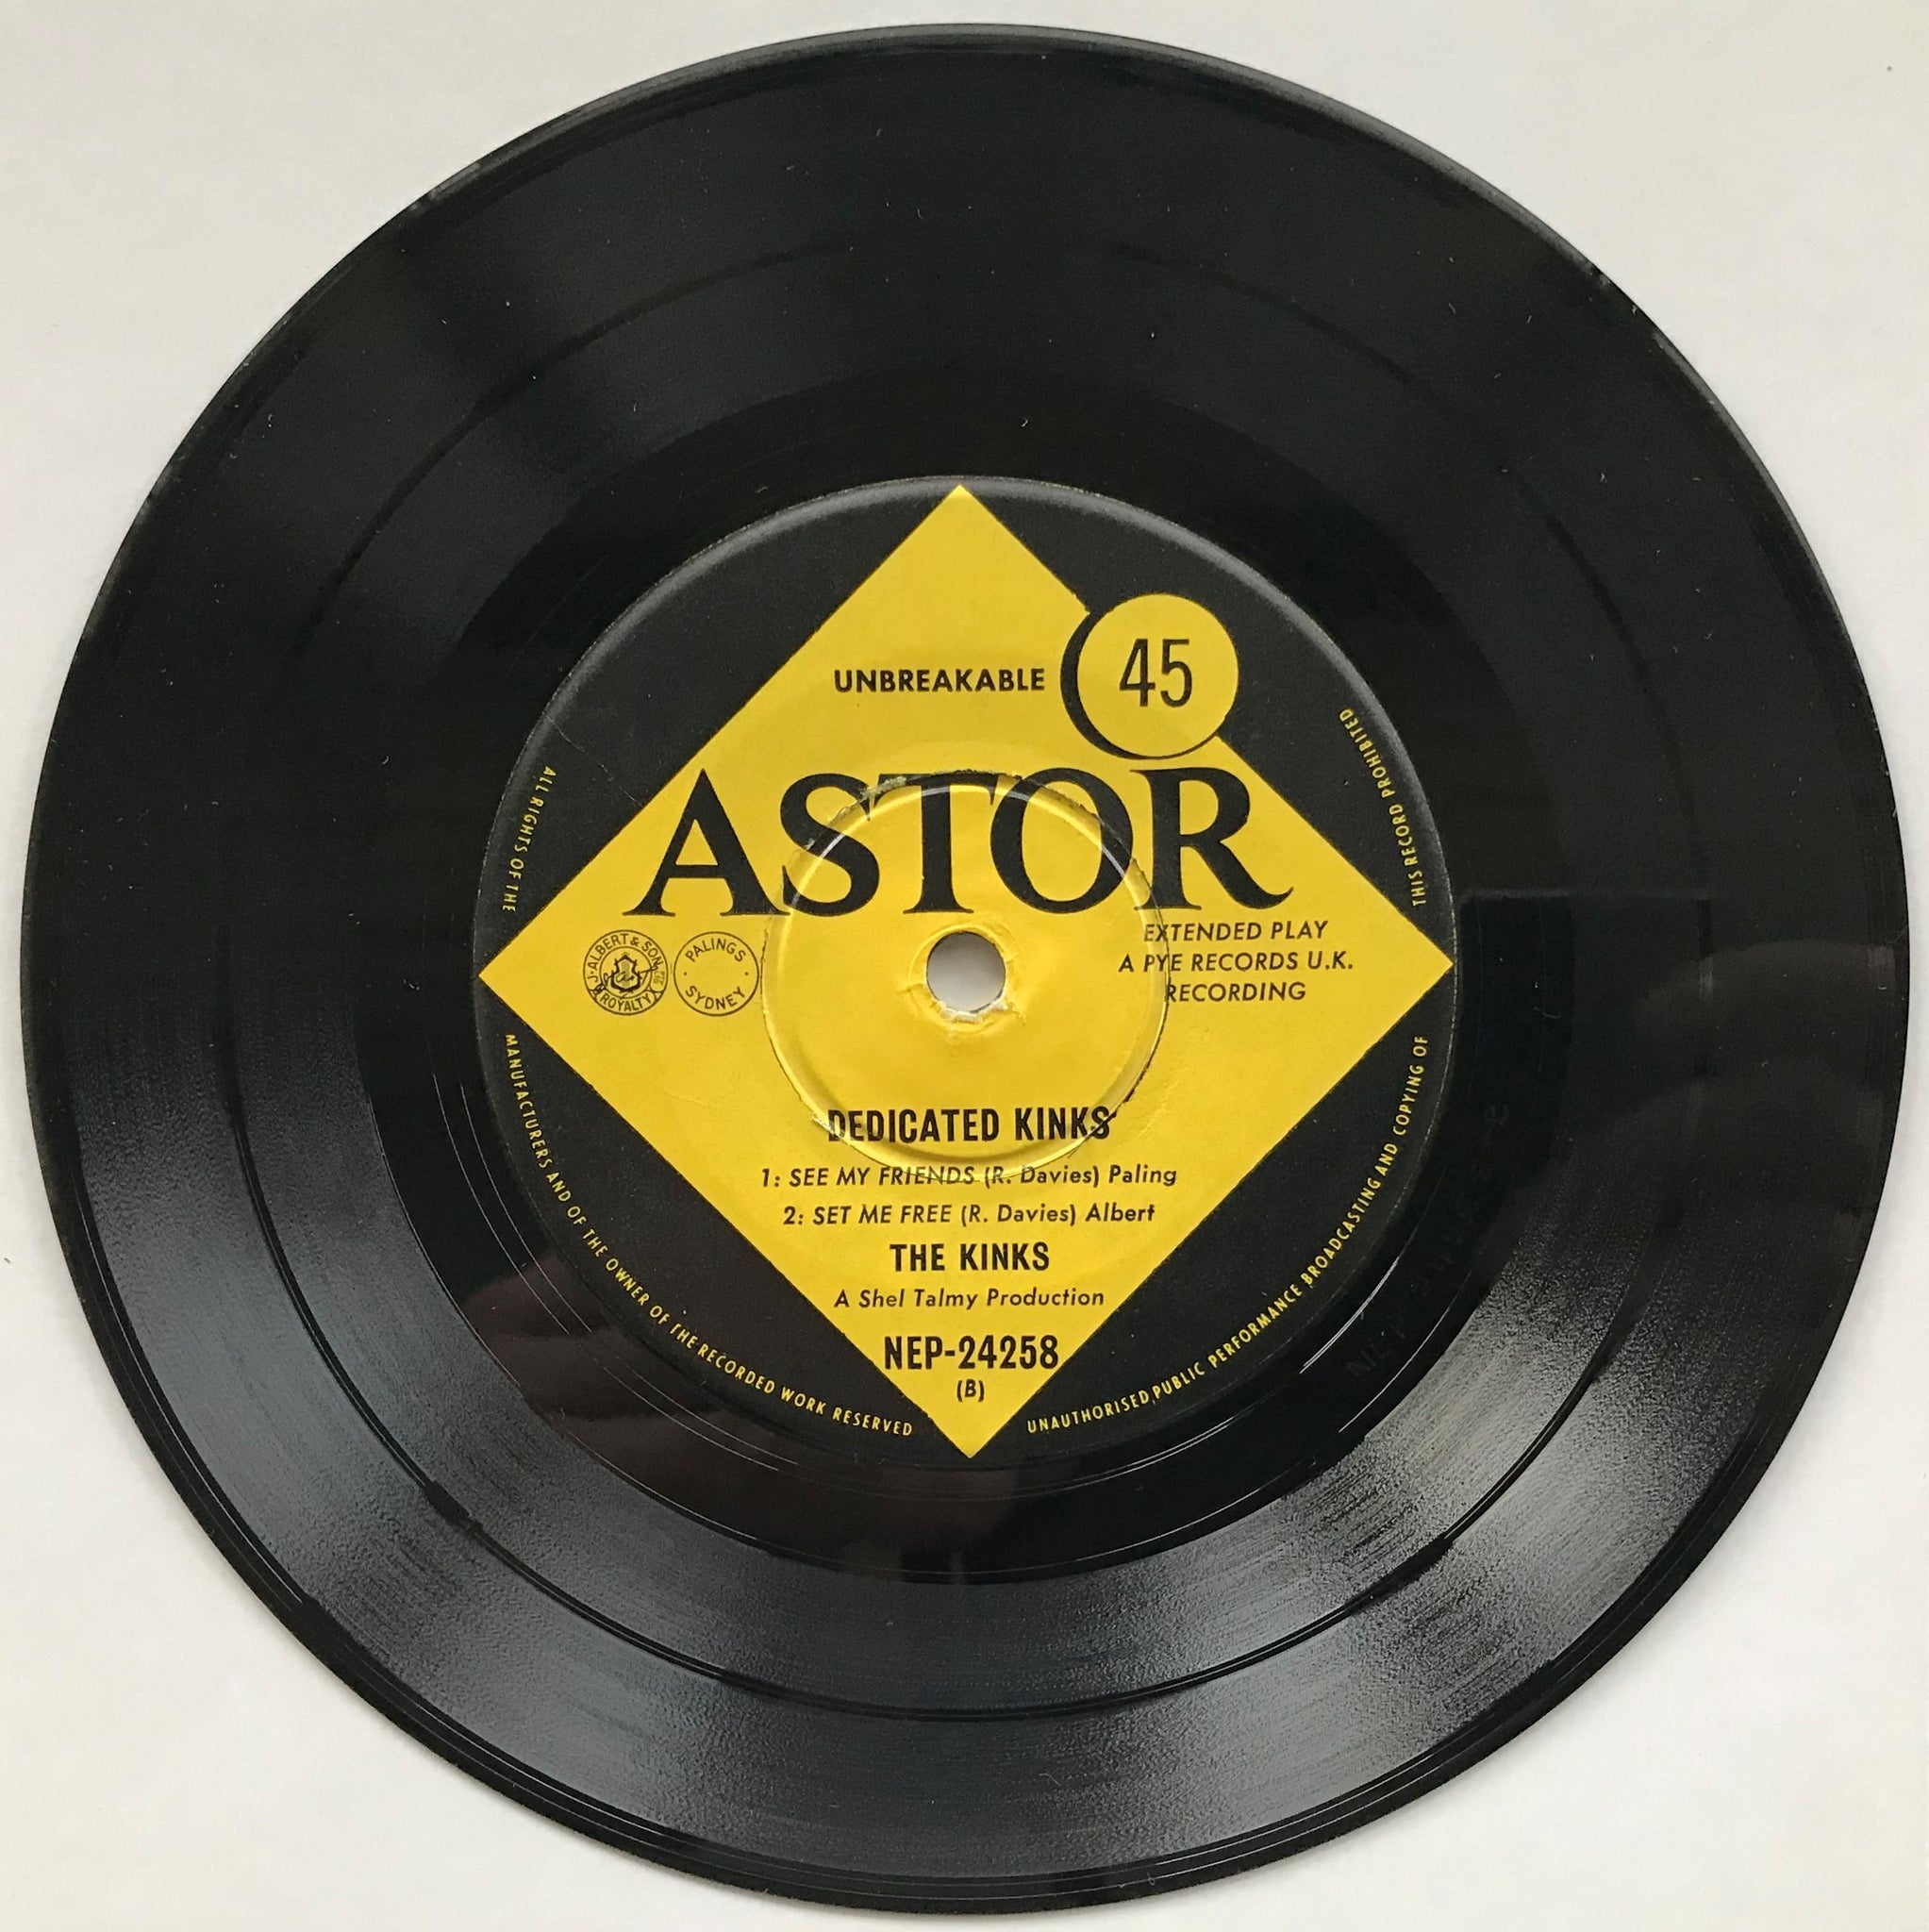 UNBREAKABLE 45
ASTOR
EXTENDED PLAY
A PYE RECORDS U.K.
RECORDING
J. ALBERT & SON
ROYALTY
PALINGS
SYDNEY
DEDICATED KINKS
1: SEE MY FRIENDS (R. Davies) Paling
2: SET ME FREE (R. Davies) Albert
THE KINKS
A Shel Talmy Production
NEP-24258
(B)
ALL RIGHTS OF THE
MANUFACTURERS AND OF THE OWNER OF THE RECORDED WORK RESERVED
UNAUTHORISED PUBLIC PERFORMANCE BROADCASTING AND COPYING OF
THIS RECORD PROHIBITED